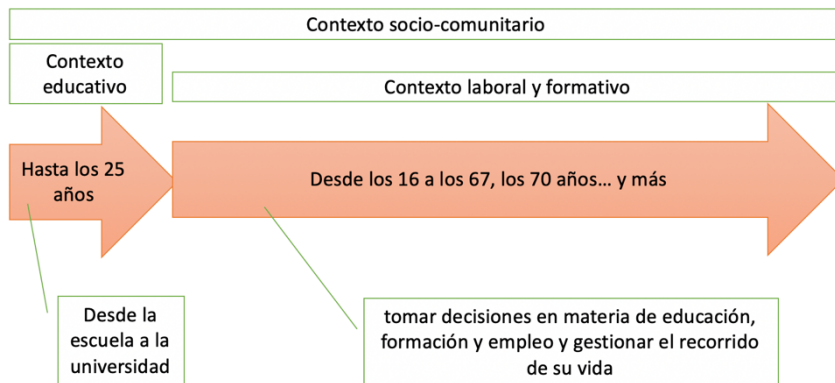 Contexto socio-comunitario
Contexto
educativo
Contexto laboral y formativo
Hasta los 25
años
Desde los 16 a los 67, los 70 años... y más
Desde la
escuela a la
universidad
tomar decisiones en materia de educación,
formación y empleo y gestionar el recorrido
de su vida